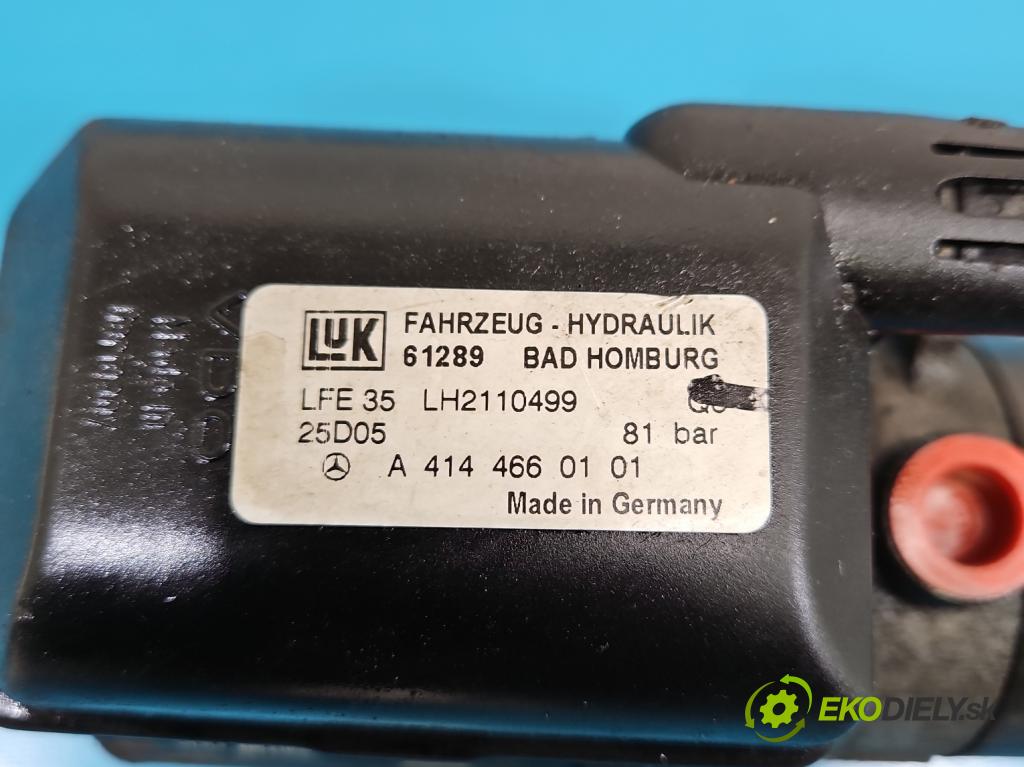 LUK FAHRZEUG - HYDRAULIK
61289 BAD HOMBURG
LFE 35 LH2110499
25D05 81 bar
A 414 466 01 01
Made in Germany
EKODIELY.sk